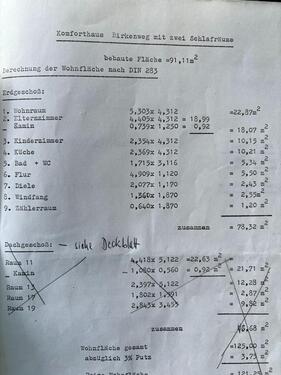 Komforthaus Birkenweg mit zwei Schlafräume
bebaute Fläche =91,11m²
Berechnung der Wohnfläche nach DIN 283
Erdgeschoß:
1. Wohnraum 5,303x 4,312 =22,87m²
2. Elternzimmer 4,405x 4,312 = 18,99
- Kamin 0,739x 1,250 = 0,92 = 18,07 m²
3. Kinderzimmer 2,354x 4,312 = 10,15 m²
4. Küche 2,369x 4,312 = 10,21 m²
5. Bad + WC 1,715x 3,116 = 5,34 m²
6. Flur 4,909x 1,120 = 5,50 m²
7. Diele 2,077x 1,170 = 2,43 m²
8. Windfang 1,360x 1,870 = 2,55m²
9. Zählerraum 0,640x 1,870 = 1,20 m²
zusammen = 78,32 m²
Dachgeschoß: - siehe Deckblatt
Raum 11 4,418x 5,122 =22,63 m²
- Kamin - 1,080x 0,560 = 0,92 m² = 21,71 m²
Raum 13 2,397x 5,122 = 12,28 m²
Raum 17 1,802x 1,591 = 2,87 m²
Raum 19 2,843x 3,453 = 9,82 m²
zusammen = 46,68 m²
Wohnfläche gesamt =125,00 m²
abzüglich 3% Putz = 3,73 m²